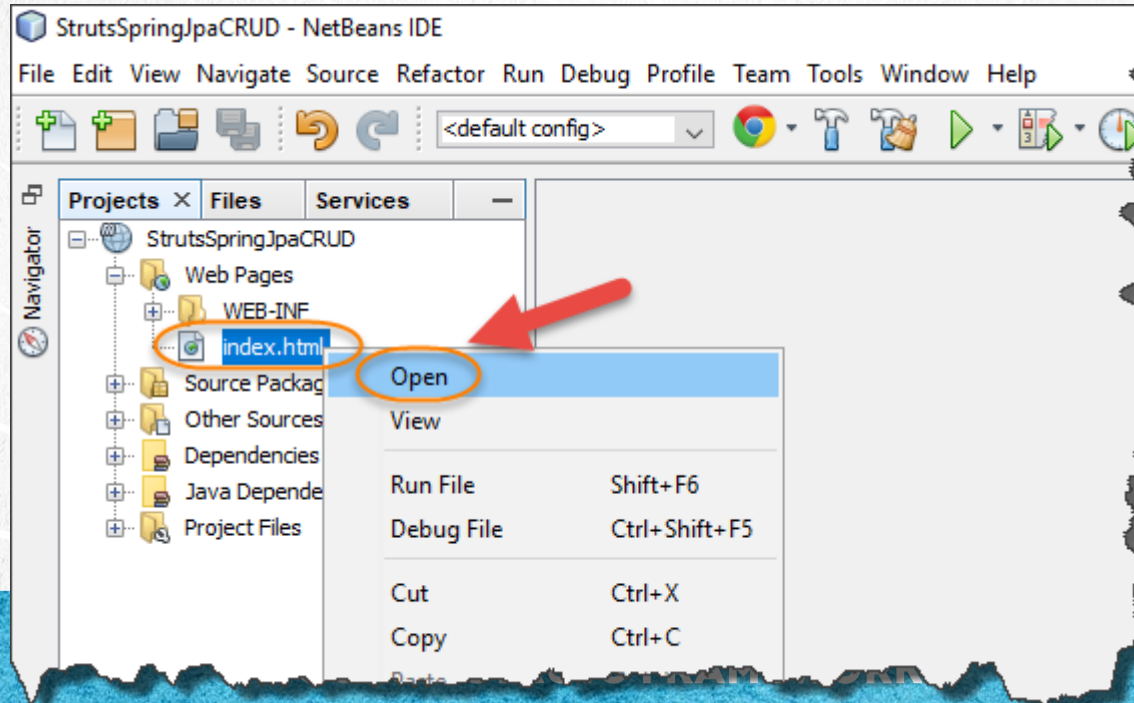 StrutsSpringJpaCRUD - NetBeans IDE
File Edit View Navigate Source Refactor Run Debug Profile Team Tools Window Help
<default config>
Projects Files Services
Navigator
StrutsSpringJpaCRUD
Web Pages
WEB-INF
index.html
Source Packag
Other Sources
Dependencies
Java Depende
Project Files
Open
View
Run File Shift+F6
Debug File Ctrl+Shift+F5
Cut Ctrl+X
Copy Ctrl+C